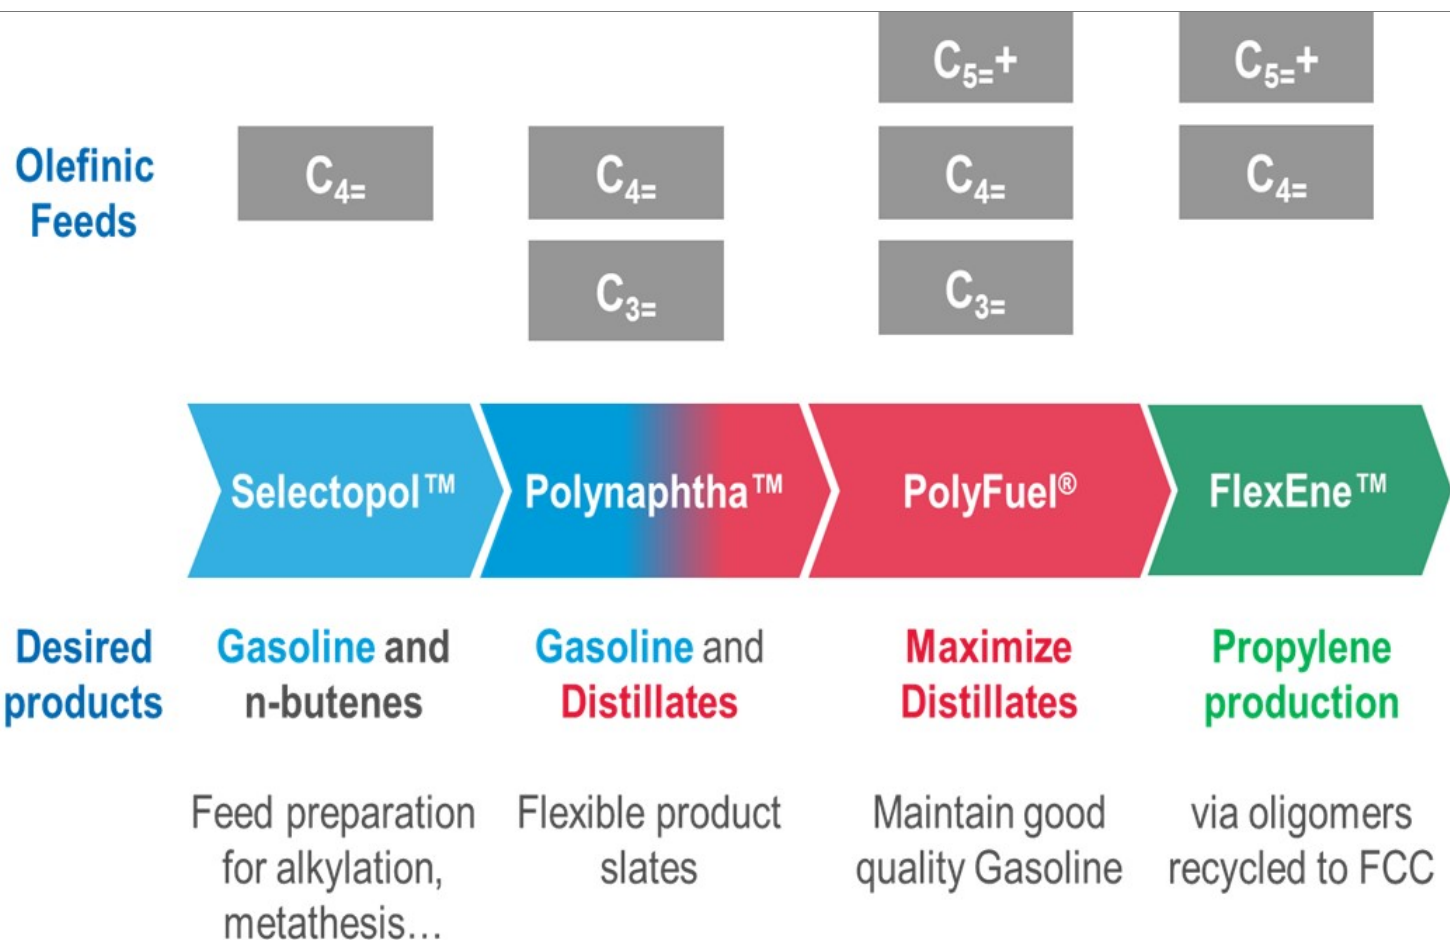 C5=+ C5=+
Olefinic
Feeds
C4= C4= C4= C4=
C3= C3=
Selectopol™ Polynaphtha™ PolyFuel® FlexEne™
Desired
products
Gasoline and
n-butenes
Gasoline and
Distillates
Maximize
Distillates
Propylene
production
Feed preparation
for alkylation,
metathesis...
Flexible product
slates
Maintain good
quality Gasoline
via oligomers
recycled to FCC